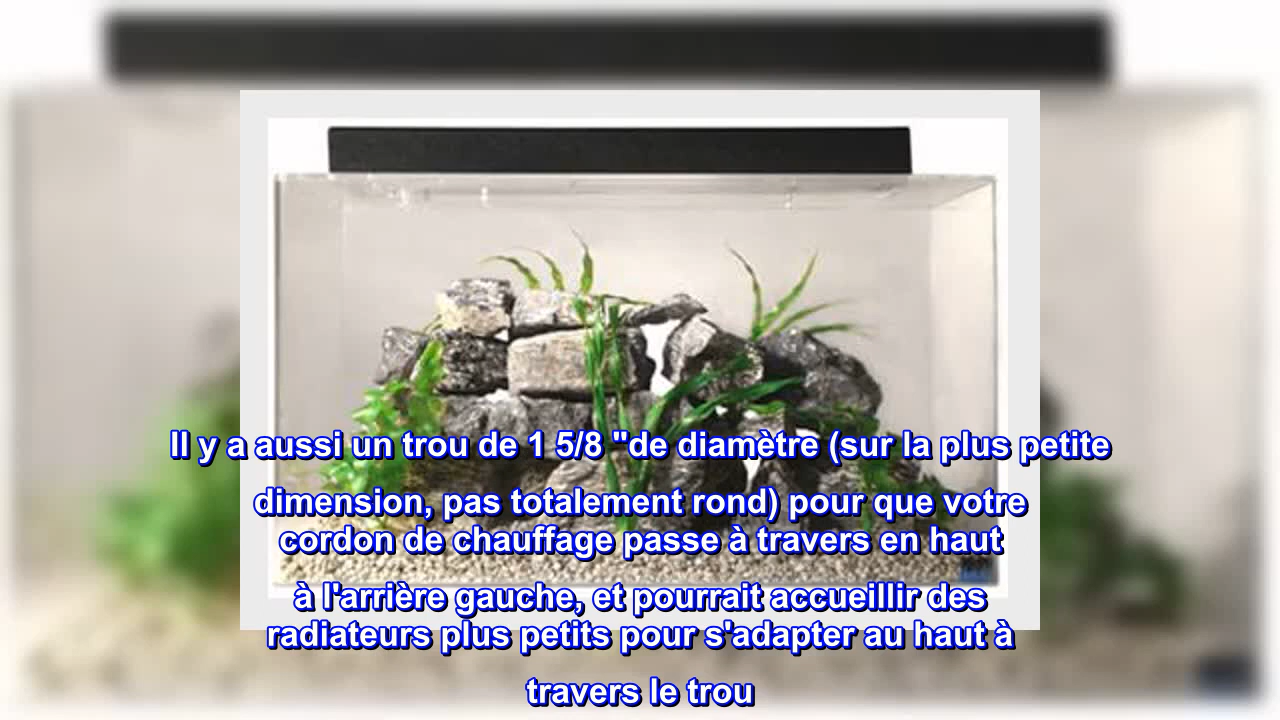 Il y a aussi un trou de 1 5/8 "de diamètre (sur la plus petite
dimension, pas totalement rond) pour que votre
cordon de chauffage passe à travers en haut
à l'arrière gauche, et pourrait accueillir des
radiateurs plus petits pour s'adapter au haut à
travers le trou